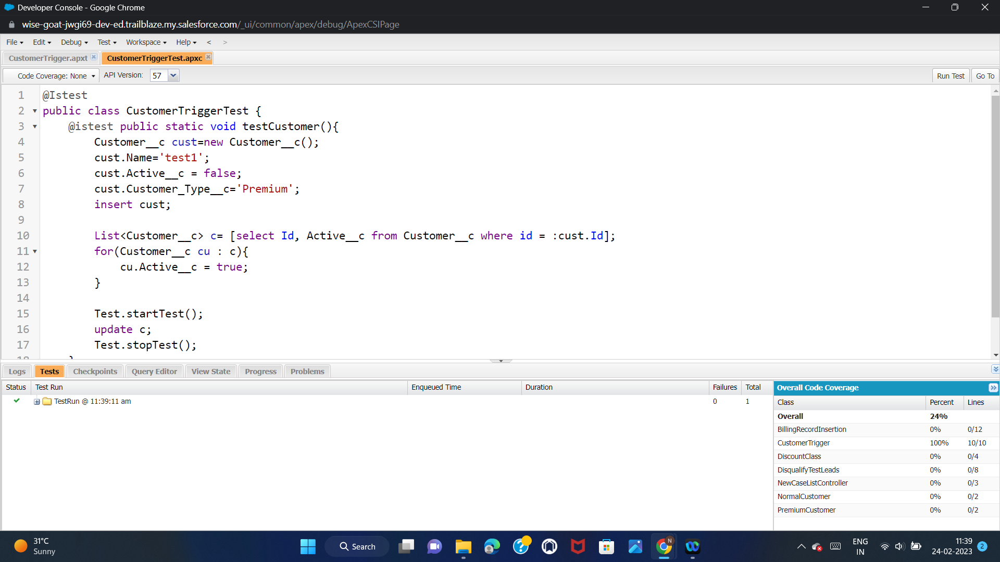 Developer Console - Google Chrome
wise-goat-jwgi69-dev-ed.trailblaze.my.salesforce.com/_ui/common/apex/debug/ApexCSIPage
File Edit Debug Test Workspace Help < >
CustomerTrigger.apxt CustomerTriggerTest.apxc
Code Coverage: None API Version: 57 Run Test Go To
1 @Istest
2 public class CustomerTriggerTest {
3 @istest public static void testCustomer(){
4 Customer__c cust=new Customer__c();
5 cust.Name='test1';
6 cust.Active__c = false;
7 cust.Customer_Type__c='Premium';
8 insert cust;
9
10 List<Customer__c> c= [select Id, Active__c from Customer__c where id = :cust.Id];
11 for(Customer__c cu : c){
12 cu.Active__c = true;
13 }
14
15 Test.startTest();
16 update c;
17 Test.stopTest();
Logs Tests Checkpoints Query Editor View State Progress Problems
Status Test Run Enqueued Time Duration Failures Total
TestRun @ 11:39:11 am 0 1
Overall Code Coverage
Class Percent Lines
Overall 24%
BillingRecordInsertion 0% 0/12
CustomerTrigger 100% 10/10
DiscountClass 0% 0/4
DisqualifyTestLeads 0% 0/8
NewCaseListController 0% 0/3
NormalCustomer 0% 0/2
PremiumCustomer 0% 0/2
31°C
Sunny
Search
N
ENG
IN
11:39
24-02-2023
2